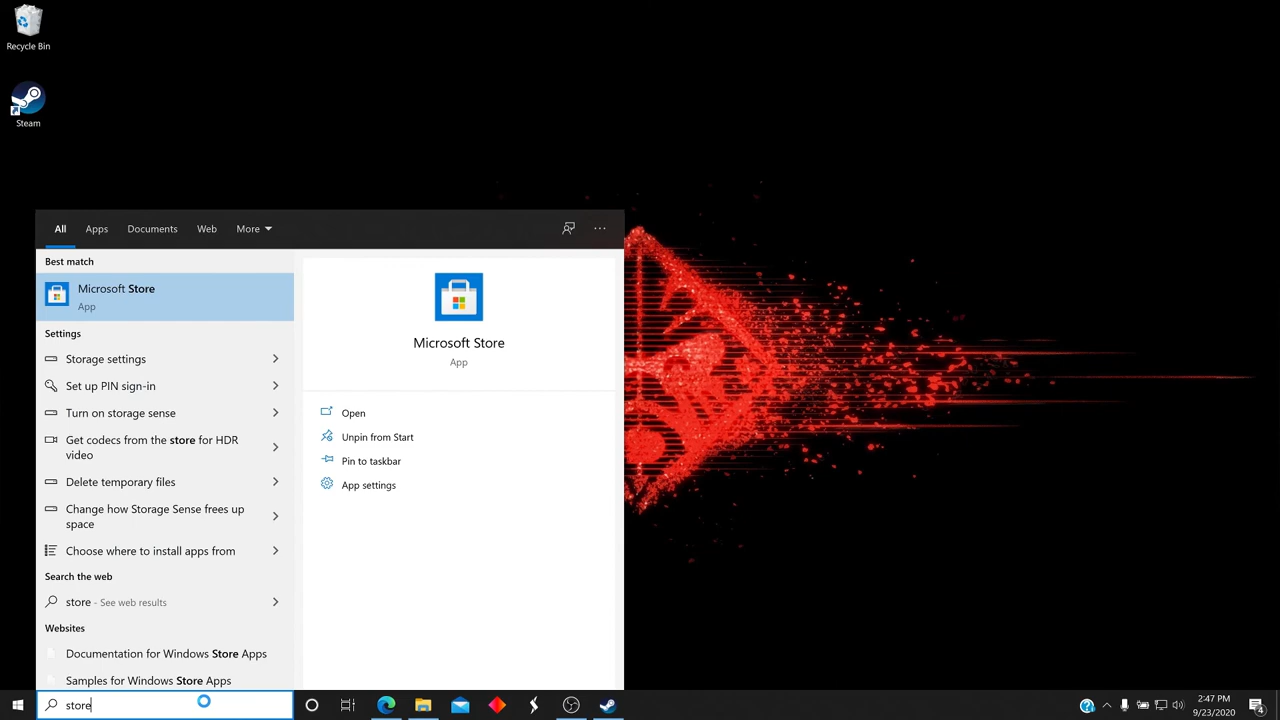 Recycle Bin
Steam
All
Apps
Documents
Web
More
Best match
Microsoft Store
App
Settings
Storage settings
Set up PIN sign-in
Turn on storage sense
Get codecs from the store for HDR
video
Delete temporary files
Change how Storage Sense frees up
space
Choose where to install apps from
Search the web
store - See web results
Websites
Documentation for Windows Store Apps
Samples for Windows Store Apps
Microsoft Store
App
Open
Unpin from Start
Pin to taskbar
App settings
store
2:47 PM
9/23/2020
4